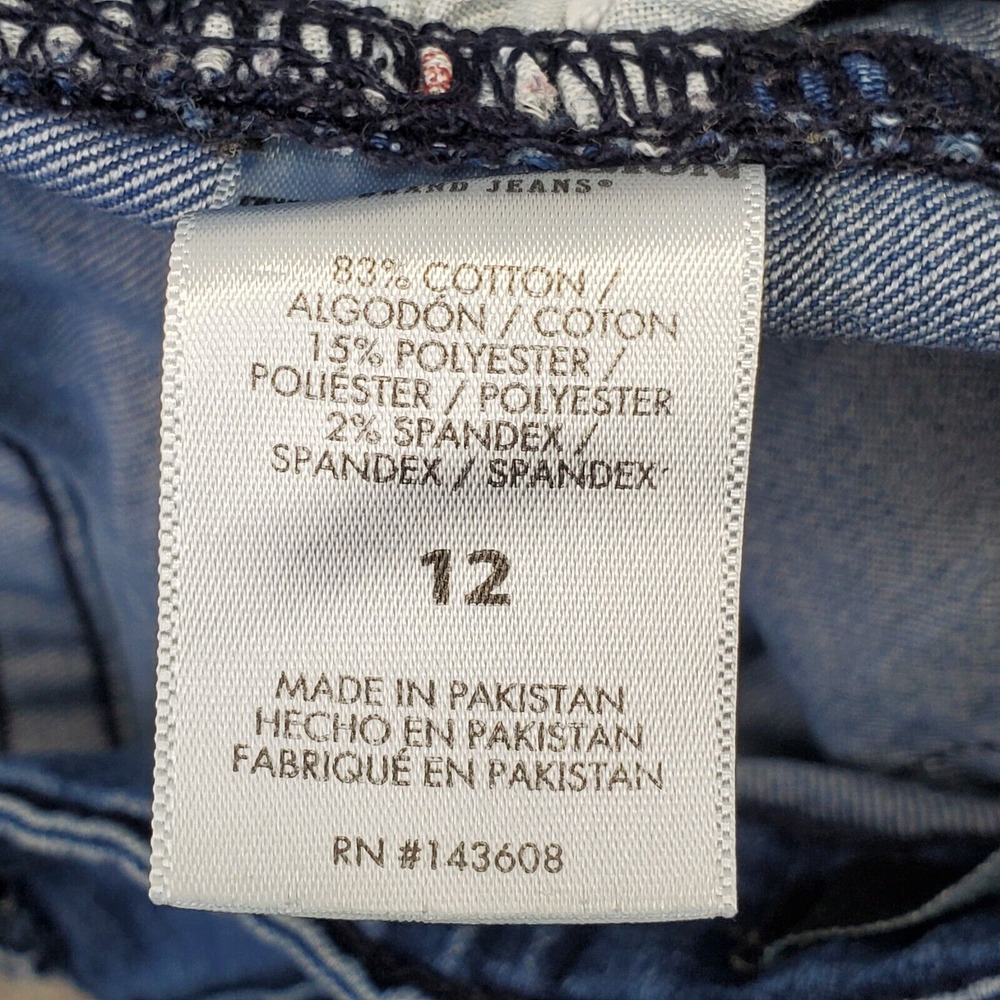 JEANS®
83% COTTON /
ALGODÓN / COTON
15% POLYESTER /
POLIÉSTER / POLYESTER
2% SPANDEX /
SPANDEX / SPANDEX
12
MADE IN PAKISTAN
HECHO EN PAKISTAN
FABRIQUÉ EN PAKISTAN
RN #143608